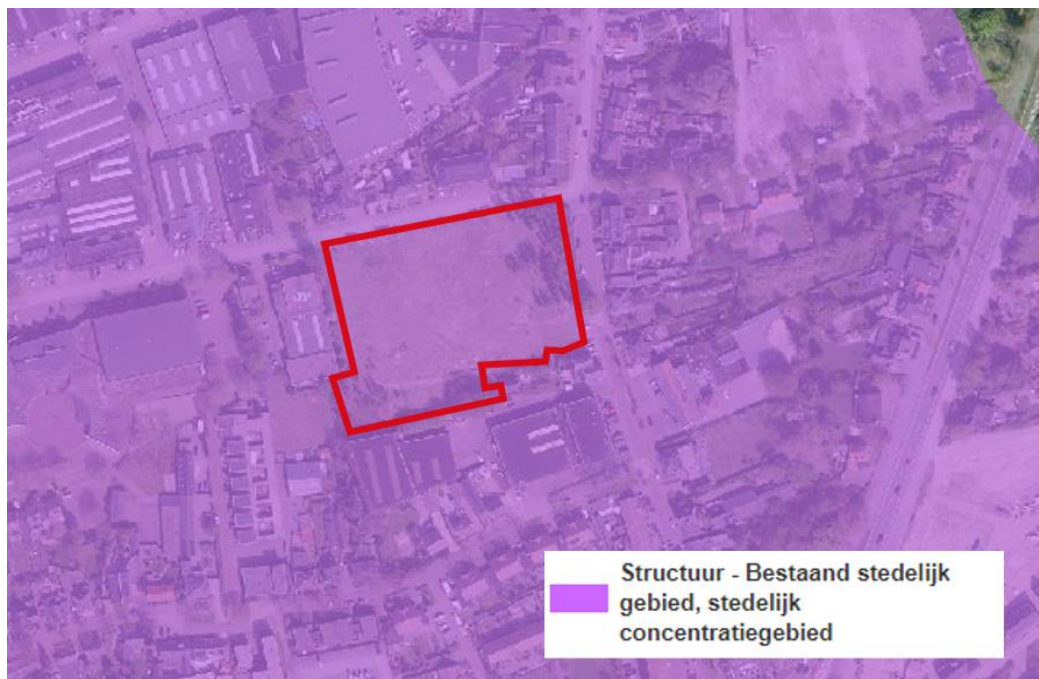 Structuur - Bestaand stedelijk
gebied, stedelijk
concentratiegebied